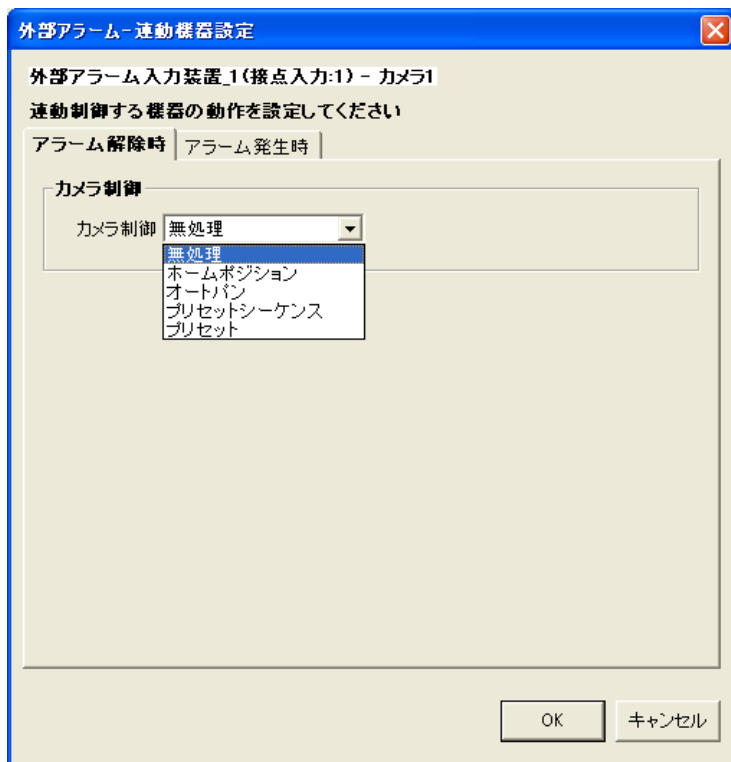 外部アラーム-連動機器設定
外部アラーム入力装置_1(接点入力:1) - カメラ1
連動制御する機器の動作を設定してください
アラーム解除時 アラーム発生時
カメラ制御
カメラ制御 無処理
無処理
ホームポジション
オートパン
プリセットシーケンス
プリセット
OK キャンセル